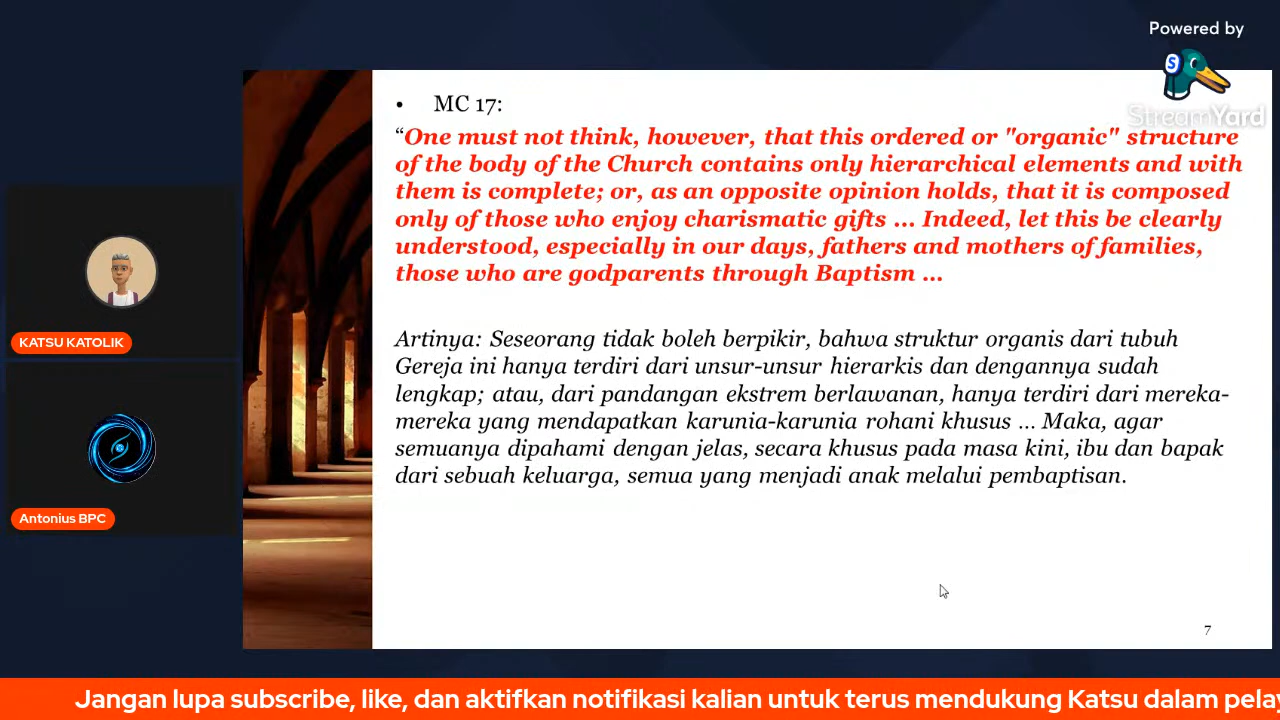 Powered by
S
StreamYard
• MC 17:
“One must not think, however, that this ordered or "organic" structure
of the body of the Church contains only hierarchical elements and with
them is complete; or, as an opposite opinion holds, that it is composed
only of those who enjoy charismatic gifts ... Indeed, let this be clearly
understood, especially in our days, fathers and mothers of families,
those who are godparents through Baptism ...
Artinya: Seseorang tidak boleh berpikir, bahwa struktur organis dari tubuh
Gereja ini hanya terdiri dari unsur-unsur hierarkis dan dengannya sudah
lengkap; atau, dari pandangan ekstrem berlawanan, hanya terdiri dari mereka-
mereka yang mendapatkan karunia-karunia rohani khusus ... Maka, agar
semuanya dipahami dengan jelas, secara khusus pada masa kini, ibu dan bapak
dari sebuah keluarga, semua yang menjadi anak melalui pembaptisan.
7
KATSU KATOLIK
Antonius BPC
Jangan lupa subscribe, like, dan aktifkan notifikasi kalian untuk terus mendukung Katsu dalam pelay